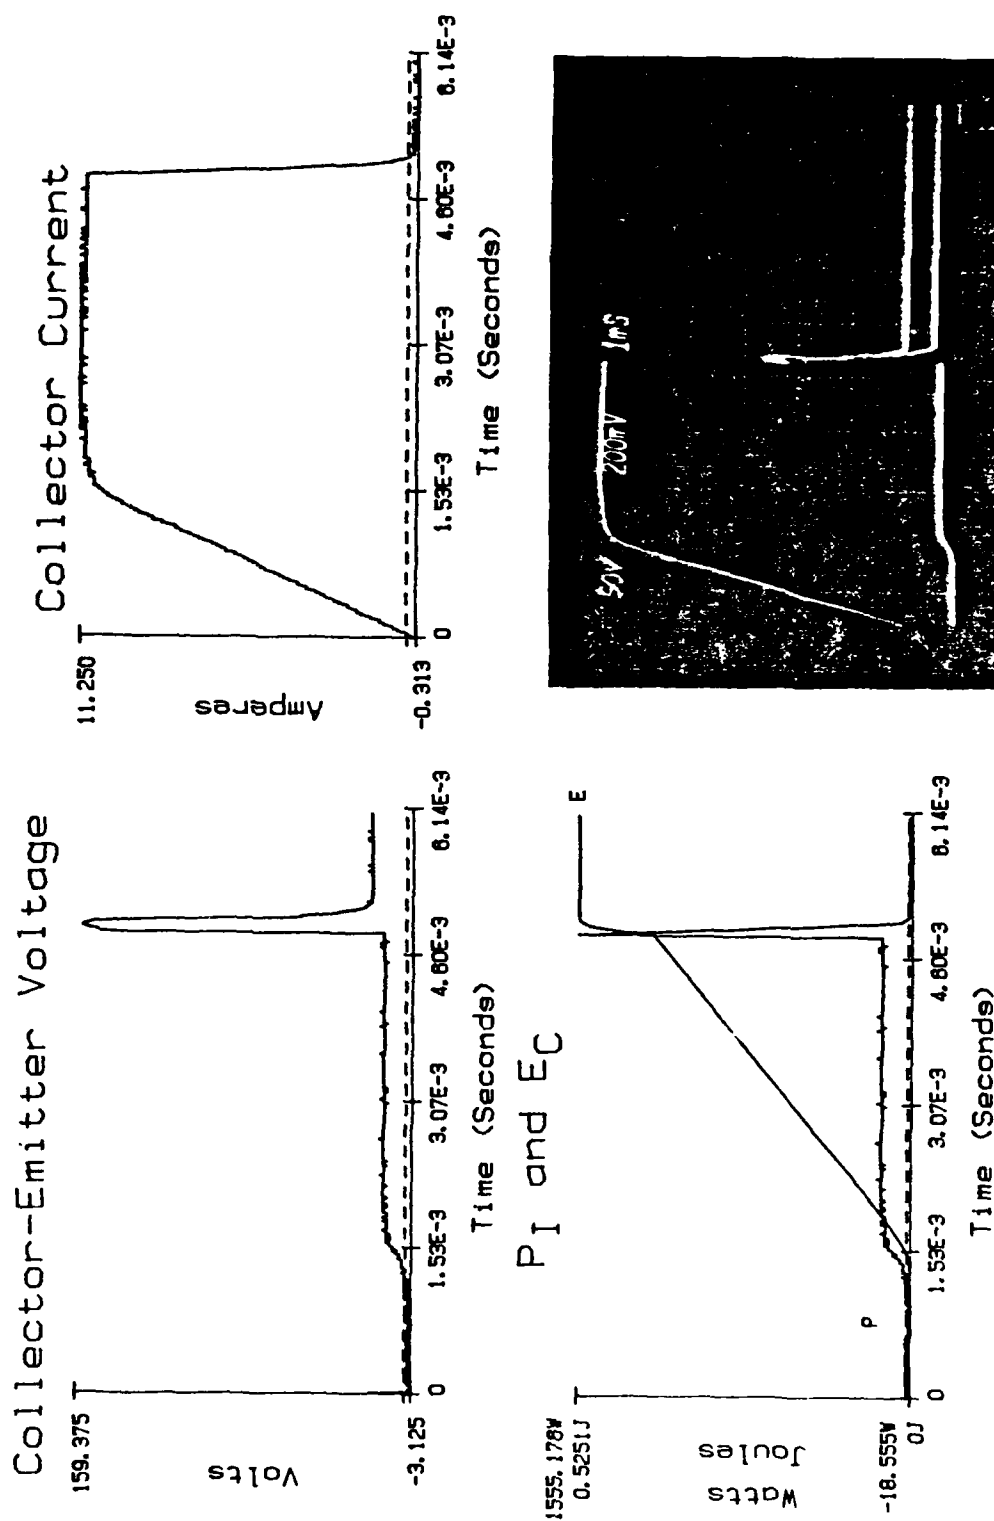 Collector-Emitter Voltage
159.375
Volts
-3.125
0
1.53E-3
3.07E-3
4.60E-3
6.14E-3
Time (Seconds)
Collector Current
11.250
Amperes
-0.313
0
1.53E-3
3.07E-3
4.60E-3
6.14E-3
Time (Seconds)
PI and EC
1555.178W
0.5251J
Watts
Joules
-18.555W
0J
P
E
0
1.53E-3
3.07E-3
4.60E-3
6.14E-3
Time (Seconds)
50V 200mV 1mS